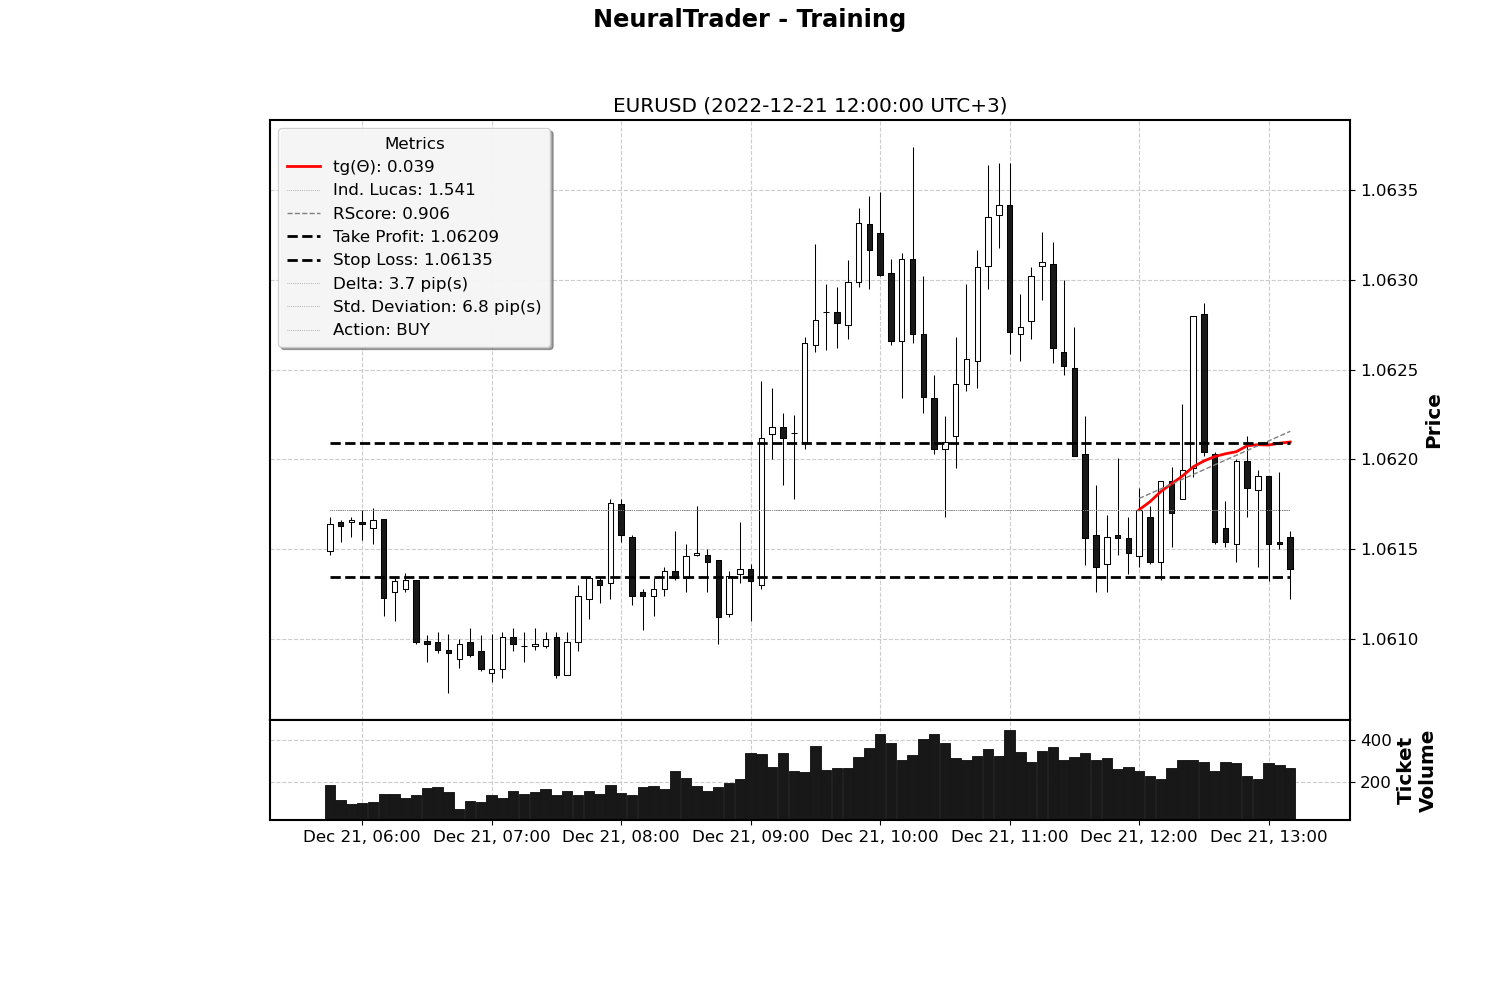 NeuralTrader - Training
EURUSD (2022-12-21 12:00:00 UTC+3)
Metrics
tg(Θ): 0.039
Ind. Lucas: 1.541
RScore: 0.906
Take Profit: 1.06209
Stop Loss: 1.06135
Delta: 3.7 pip(s)
Std. Deviation: 6.8 pip(s)
Action: BUY
1.0635
1.0630
1.0625
1.0620
1.0615
1.0610
Price
400
200
Ticket
Volume
Dec 21, 06:00
Dec 21, 07:00
Dec 21, 08:00
Dec 21, 09:00
Dec 21, 10:00
Dec 21, 11:00
Dec 21, 12:00
Dec 21, 13:00